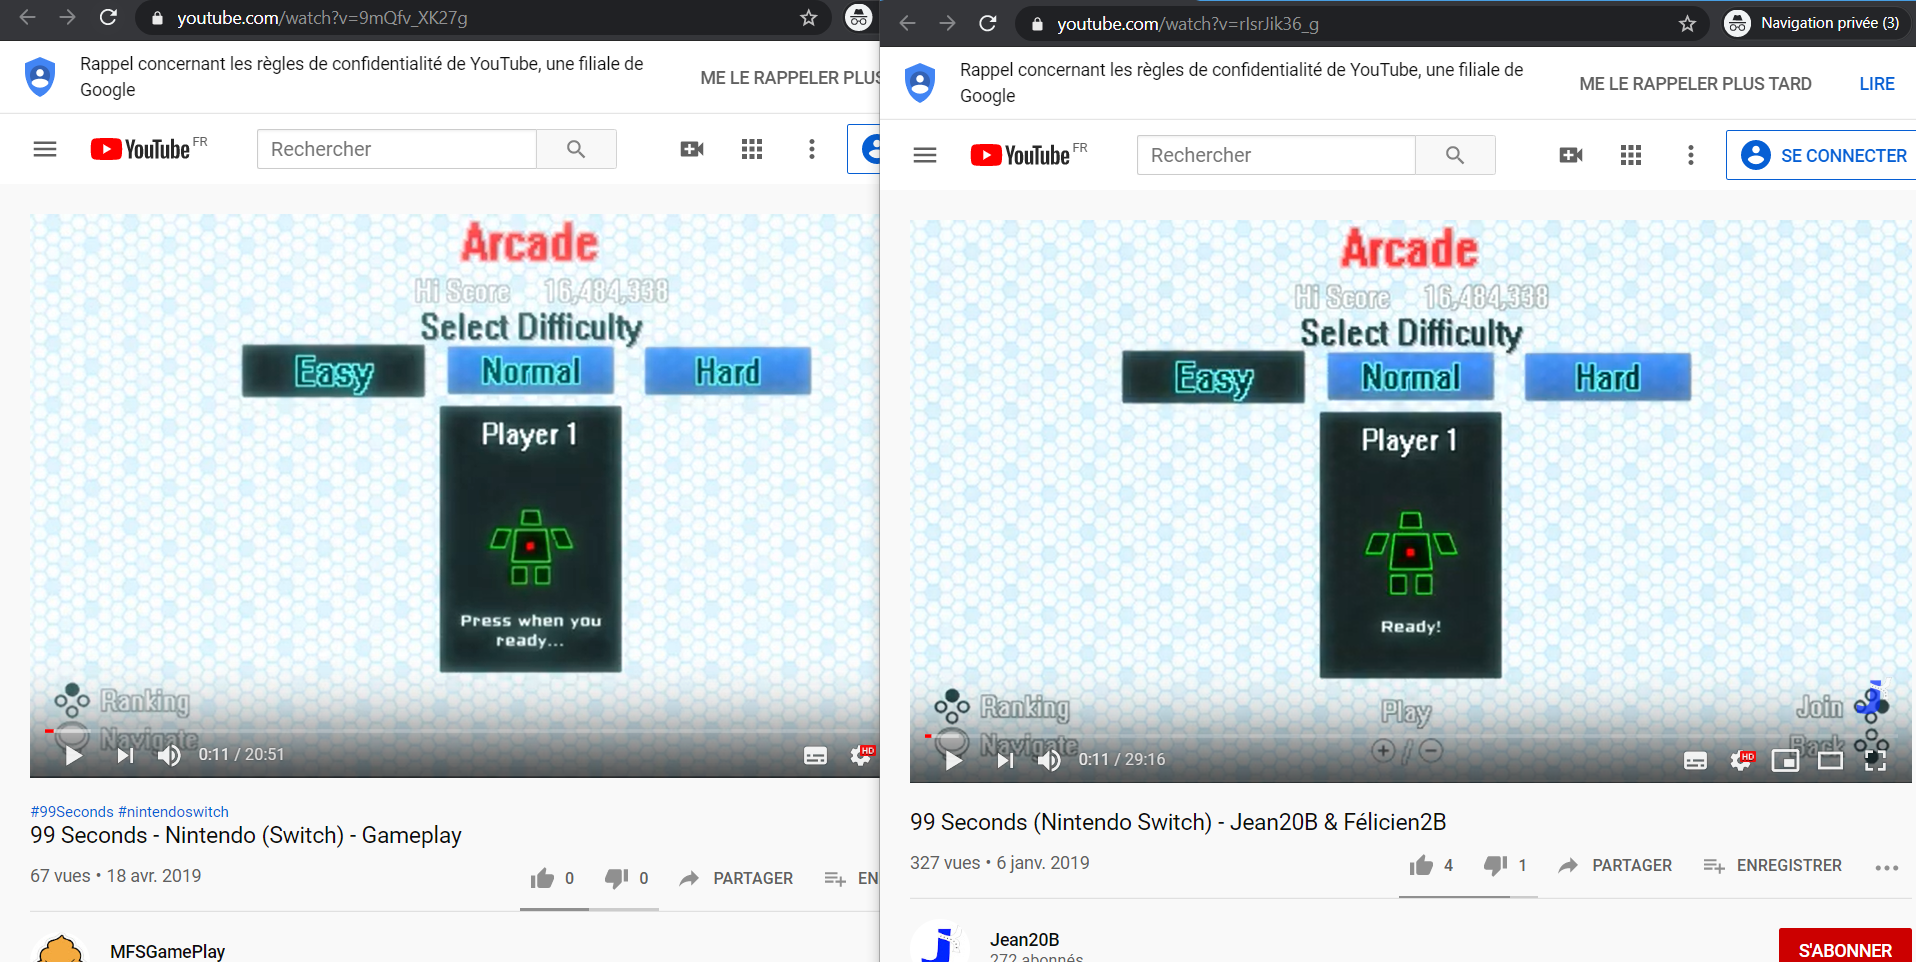 youtube.com/watch?v=9mQfv_XK27g
Rappel concernant les règles de confidentialité de YouTube, une filiale de
Google
ME LE RAPPELER PLUS
YouTube FR
Rechercher
Arcade
Hi Score 16,484,338
Select Difficulty
Easy Normal Hard
Player 1
Press when you
ready...
Ranking
Navigate
0:11 / 20:51
HD
#99Seconds #nintendoswitch
99 Seconds - Nintendo (Switch) - Gameplay
67 vues • 18 avr. 2019
0 0 PARTAGER EN
MFSGamePlay
youtube.com/watch?v=rIsrJik36_g
Navigation privée (3)
Rappel concernant les règles de confidentialité de YouTube, une filiale de
Google
ME LE RAPPELER PLUS TARD LIRE
YouTube FR
Rechercher
SE CONNECTER
Arcade
Hi Score 16,484,338
Select Difficulty
Easy Normal Hard
Player 1
Ready!
Ranking Play Join
Navigate + / - Back
0:11 / 29:16
HD
99 Seconds (Nintendo Switch) - Jean20B & Félicien2B
327 vues • 6 janv. 2019
4 1 PARTAGER ENREGISTRER
Jean20B
272 abonnés
S'ABONNER